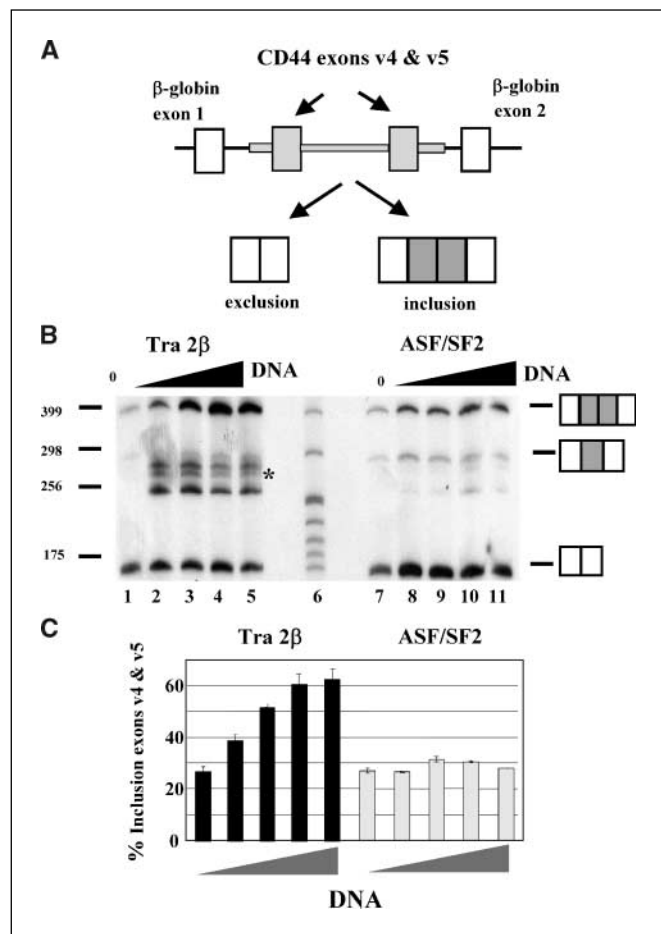 A
CD44 exons v4 & v5
β-globin
exon 1
β-globin
exon 2
exclusion
inclusion
B
Tra 2β
ASF/SF2
0
DNA
0
DNA
399
298
256
175
*
1 2 3 4 5 6 7 8 9 10 11
C
Tra 2β
ASF/SF2
% Inclusion exons v4 & v5
60
40
20
0
DNA